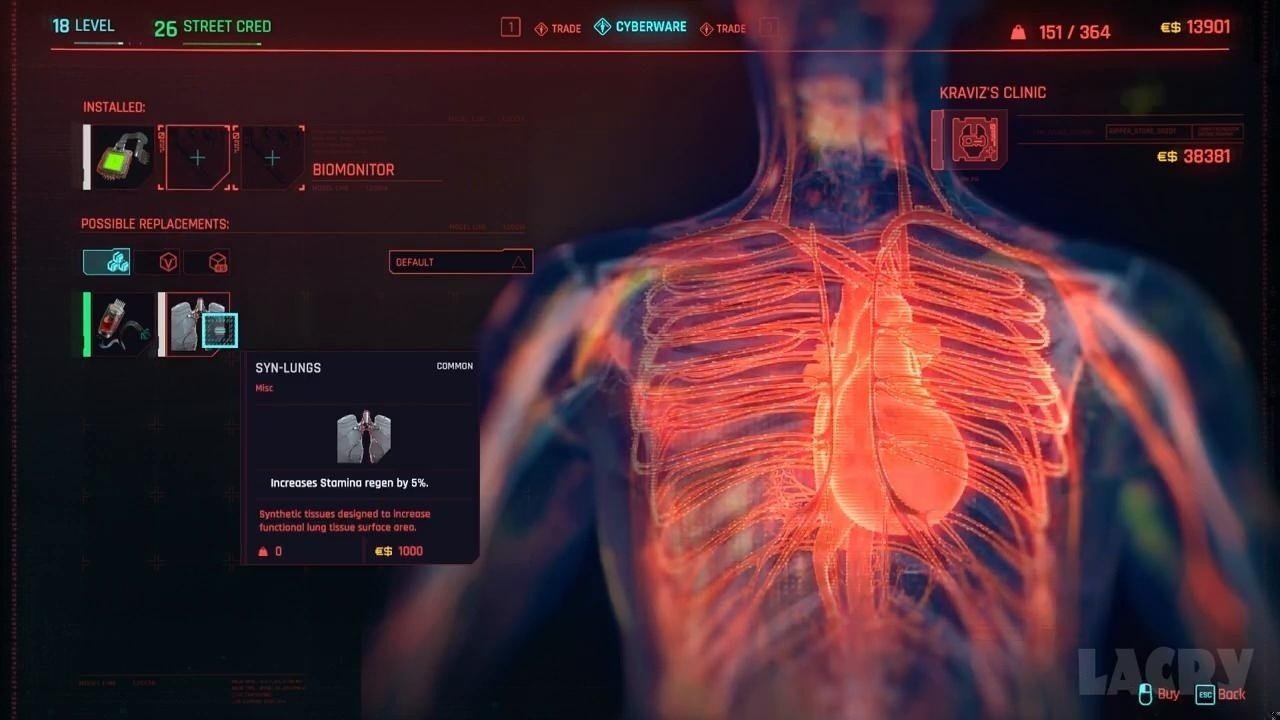 18 LEVEL
26 STREET CRED
1
TRADE
CYBERWARE
TRADE
151 / 364
€$ 13901
INSTALLED:
KRAVIZ'S CLINIC
€$ 38381
BIOMONITOR
POSSIBLE REPLACEMENTS:
DEFAULT
SYN-LUNGS
COMMON
Misc
Increases Stamina regen by 5%.
Synthetic tissues designed to increase
functional lung tissue surface area.
0
€$ 1000
LACRY
Buy
ESC Back